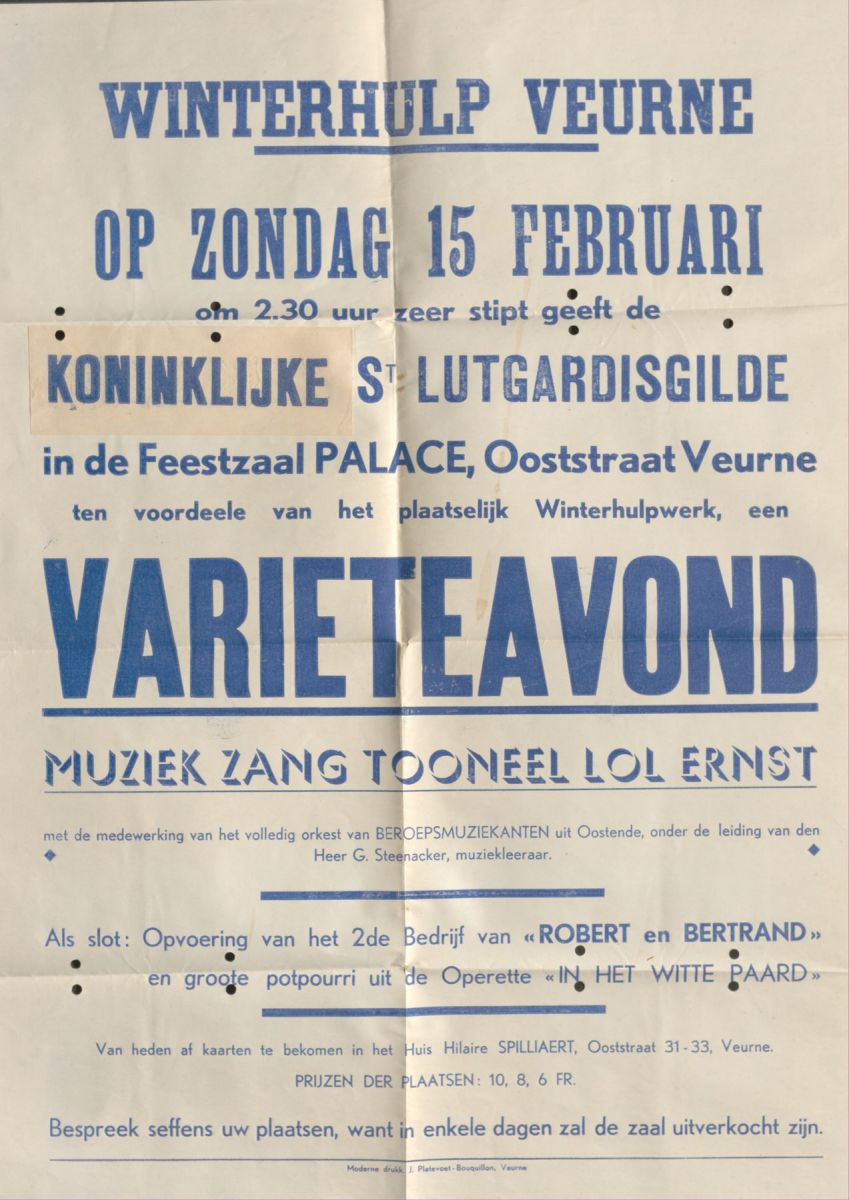 WINTERHULP VEURNE
OP ZONDAG 15 FEBRUARI
om 2.30 uur zeer stipt geeft de
KONINKLIJKE ST LUTGARDISGILDE
in de Feestzaal PALACE, Ooststraat Veurne
ten voordeele van het plaatselijk Winterhulpwerk, een
VARIETEAVOND
MUZIEK ZANG TOONEEL LOL ERNST
met de medewerking van het volledig orkest van BEROEPSMUZIEKANTEN uit Oostende, onder de leiding van den
Heer G. Steenacker, muziekleeraar.
Als slot: Opvoering van het 2de Bedrijf van «ROBERT en BERTRAND»
en groote potpourri uit de Operette «IN HET WITTE PAARD»
Van heden af kaarten te bekomen in het Huis Hilaire SPILLIAERT, Ooststraat 31-33, Veurne.
PRIJZEN DER PLAATSEN: 10, 8, 6 FR.
Bespreek seffens uw plaatsen, want in enkele dagen zal de zaal uitverkocht zijn.
Moderne drukk. J. Platevoet-Bouquillon, Veurne